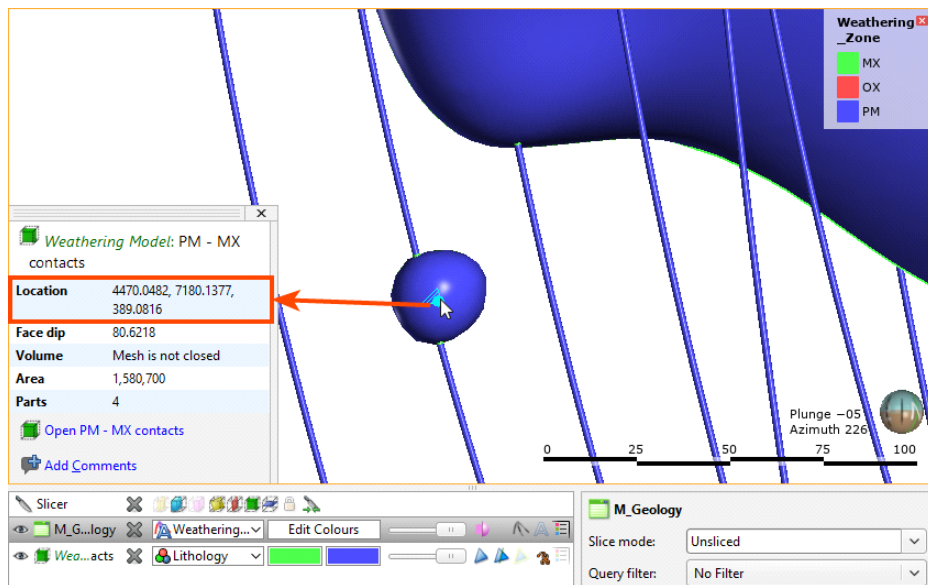 Weathering
_Zone
MX
OX
PM
Weathering Model: PM - MX
contacts
Location 4470.0482, 7180.1377,
389.0816
Face dip 80.6218
Volume Mesh is not closed
Area 1,580,700
Parts 4
Open PM - MX contacts
Add Comments
Plunge −05
Azimuth 226
0 25 50 75 100
Slicer
M_G...logy Weathering... Edit Colours
Wea...acts Lithology
M_Geology
Slice mode: Unsliced
Query filter: No Filter